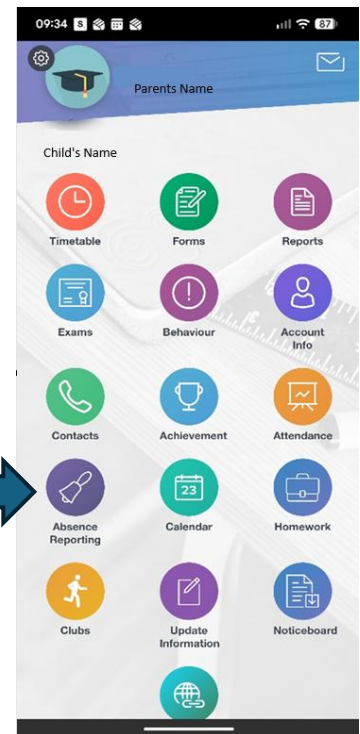 09:34 S 87
Parents Name
Child's Name
Timetable Forms Reports
Exams Behaviour Account
Info
Contacts Achievement Attendance
23
Absence
Reporting
Calendar Homework
Clubs Update
Information
Noticeboard